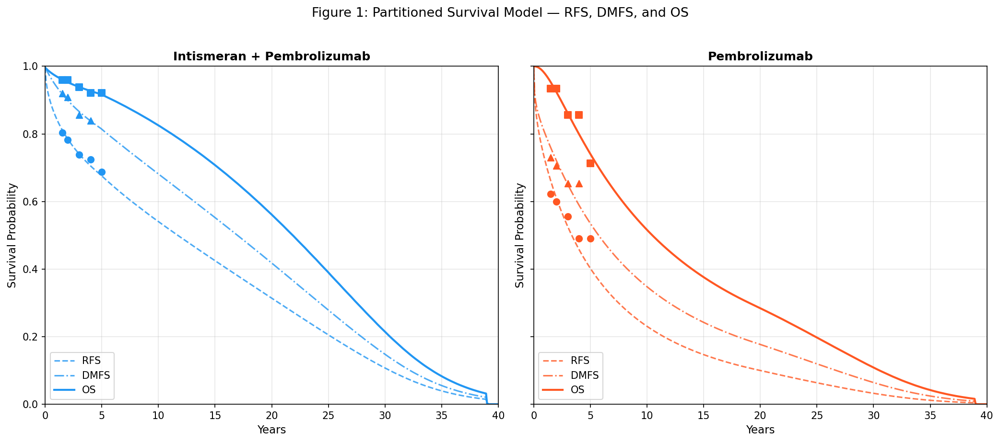 Figure 1: Partitioned Survival Model — RFS, DMFS, and OS
Intismeran + Pembrolizumab
Survival Probability
1.0
0.8
0.6
0.4
0.2
0.0
RFS
DMFS
OS
0 5 10 15 20 25 30 35 40
Years
Pembrolizumab
Survival Probability
RFS
DMFS
OS
0 5 10 15 20 25 30 35 40
Years